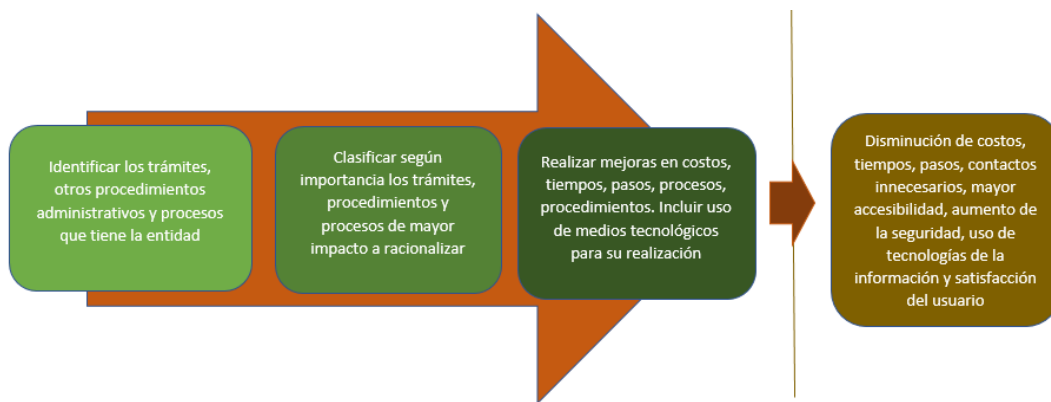 Identificar los trámites,
otros procedimientos
administrativos y procesos
que tiene la entidad
Clasificar según
importancia los trámites,
procedimientos y
procesos de mayor
impacto a racionalizar
Realizar mejoras en costos,
tiempos, pasos, procesos,
procedimientos. Incluir uso
de medios tecnológicos
para su realización
Disminución de costos,
tiempos, pasos, contactos
innecesarios, mayor
accesibilidad, aumento de
la seguridad, uso de
tecnologías de la
información y satisfacción
del usuario